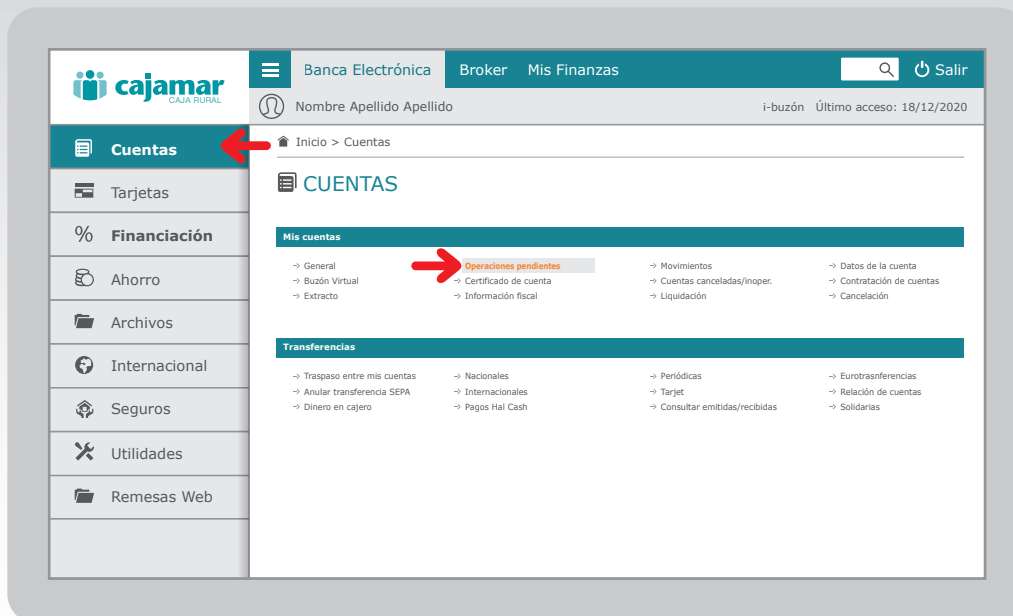 cajamar
CAJA RURAL
Banca Electrónica Broker Mis Finanzas Salir
Nombre Apellido Apellido i-buzón Último acceso: 18/12/2020
Cuentas
Tarjetas
% Financiación
Ahorro
Archivos
Internacional
Seguros
Utilidades
Remesas Web
Inicio > Cuentas
CUENTAS
Mis cuentas
General Operaciones pendientes Movimientos Datos de la cuenta
Buzón Virtual Certificado de cuenta Cuentas canceladas/inoper. Contratación de cuentas
Extracto Información fiscal Liquidación Cancelación
Transferencias
Traspaso entre mis cuentas Nacionales Periódicas Eurotrasnferencias
Anular transferencia SEPA Internacionales Tarjet Relación de cuentas
Dinero en cajero Pagos Hal Cash Consultar emitidas/recibidas Solidarias